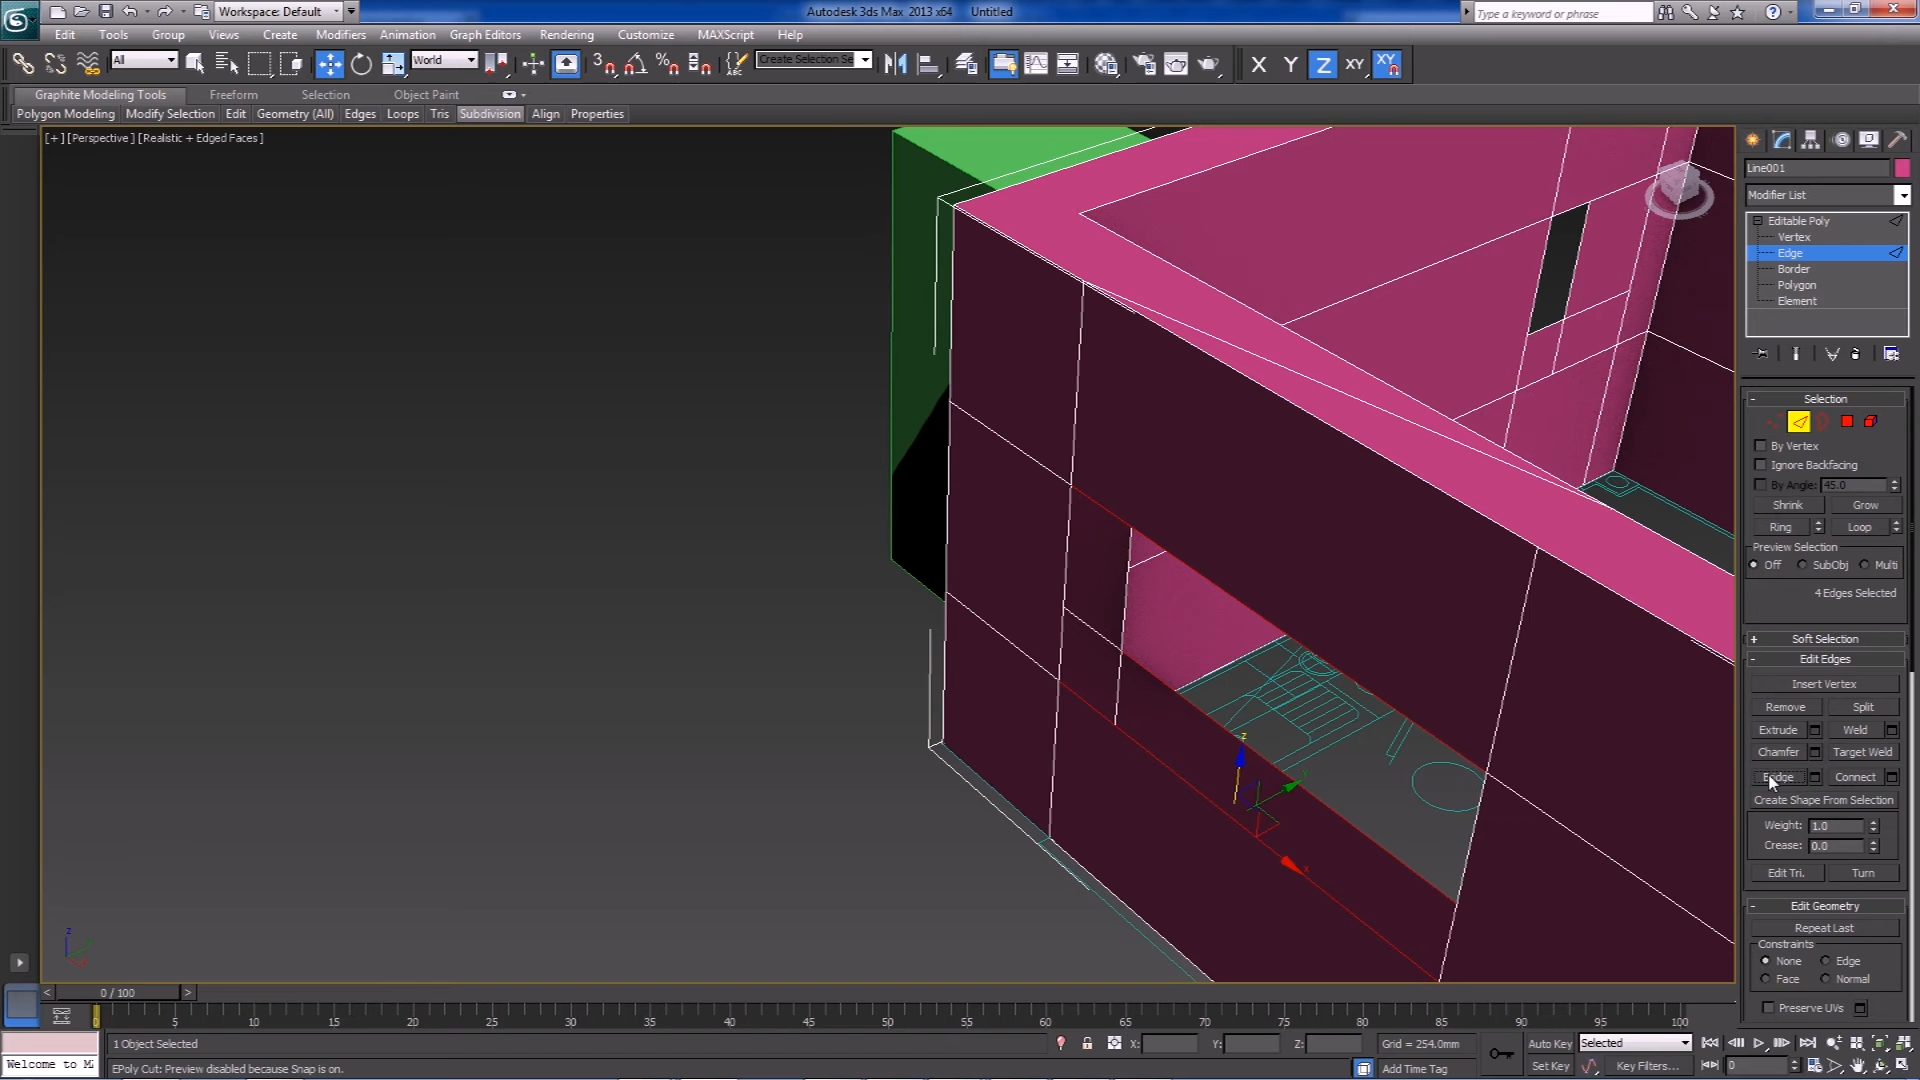 Workspace: Default
Autodesk 3ds Max 2013 x64 Untitled
Type a keyword or phrase
Edit Tools Group Views Create Modifiers Animation Graph Editors Rendering Customize MAXScript Help
All World Create Selection Se X Y Z XY XY
Graphite Modeling Tools Freeform Selection Object Paint
Polygon Modeling Modify Selection Edit Geometry (All) Edges Loops Tris Subdivision Align Properties
[+] [Perspective] [Realistic + Edged Faces]
Line001
Modifier List
Editable Poly
Vertex
Edge
Border
Polygon
Element
- Selection
By Vertex
Ignore Backfacing
By Angle: 45.0
Shrink Grow
Ring Loop
Preview Selection
Off SubObj Multi
4 Edges Selected
+ Soft Selection
- Edit Edges
Insert Vertex
Remove Split
Extrude Weld
Chamfer Target Weld
Connect
Create Shape From Selection
Weight: 1.0
Crease: 0.0
Edit Tri. Turn
- Edit Geometry
Repeat Last
Constraints
None Edge
Face Normal
Preserve UVs
z
x
z
< 0 / 100 >
0 5 10 15 20 25 30 35 40 45 50 55 60 65 70 75 80 85 90 95 100
1 Object Selected X: Y: Z: Grid = 254.0mm Auto Key Selected
Welcome to M EPoly Cut: Preview disabled because Snap is on. Add Time Tag Set Key Key Filters... 0